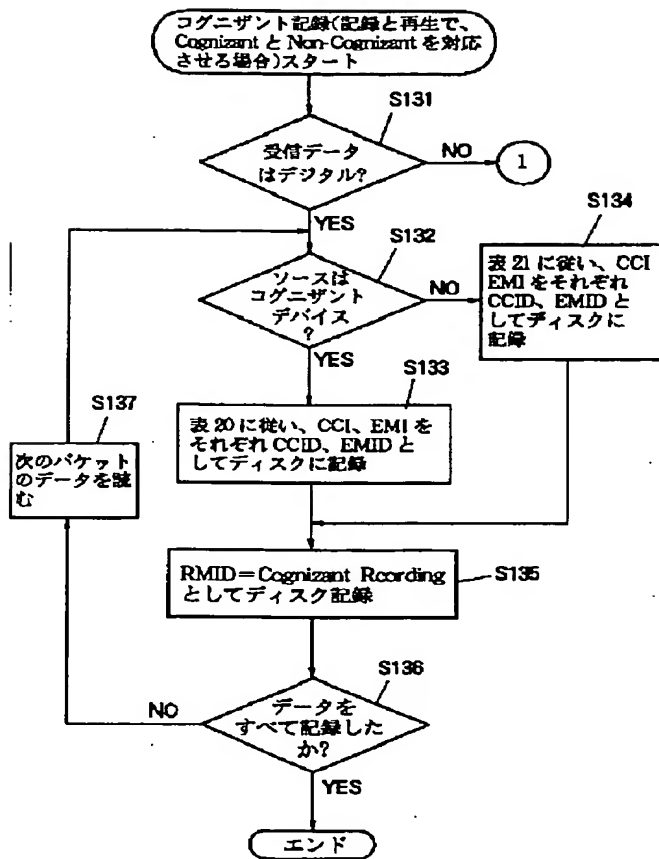 コグニザント記録(記録と再生で、
Cognizant と Non-Cognizant を対応
させる場合)スタート
S131
受信データ
はデジタル?
NO
1
YES
S132
ソースは
コグニザント
デバイス
?
NO
S134
表 21 に従い、CCI
EMI をそれぞれ
CCID、EMID と
してディスクに
記録
YES
S133
表 20 に従い、CCI、EMI を
それぞれ CCID、EMID と
してディスクに記録
S137
次のパケット
のデータを読
む
RMID=Cognizant Rcording
としてディスク記録
S135
S136
データを
すべて記録した
か?
NO
YES
エンド